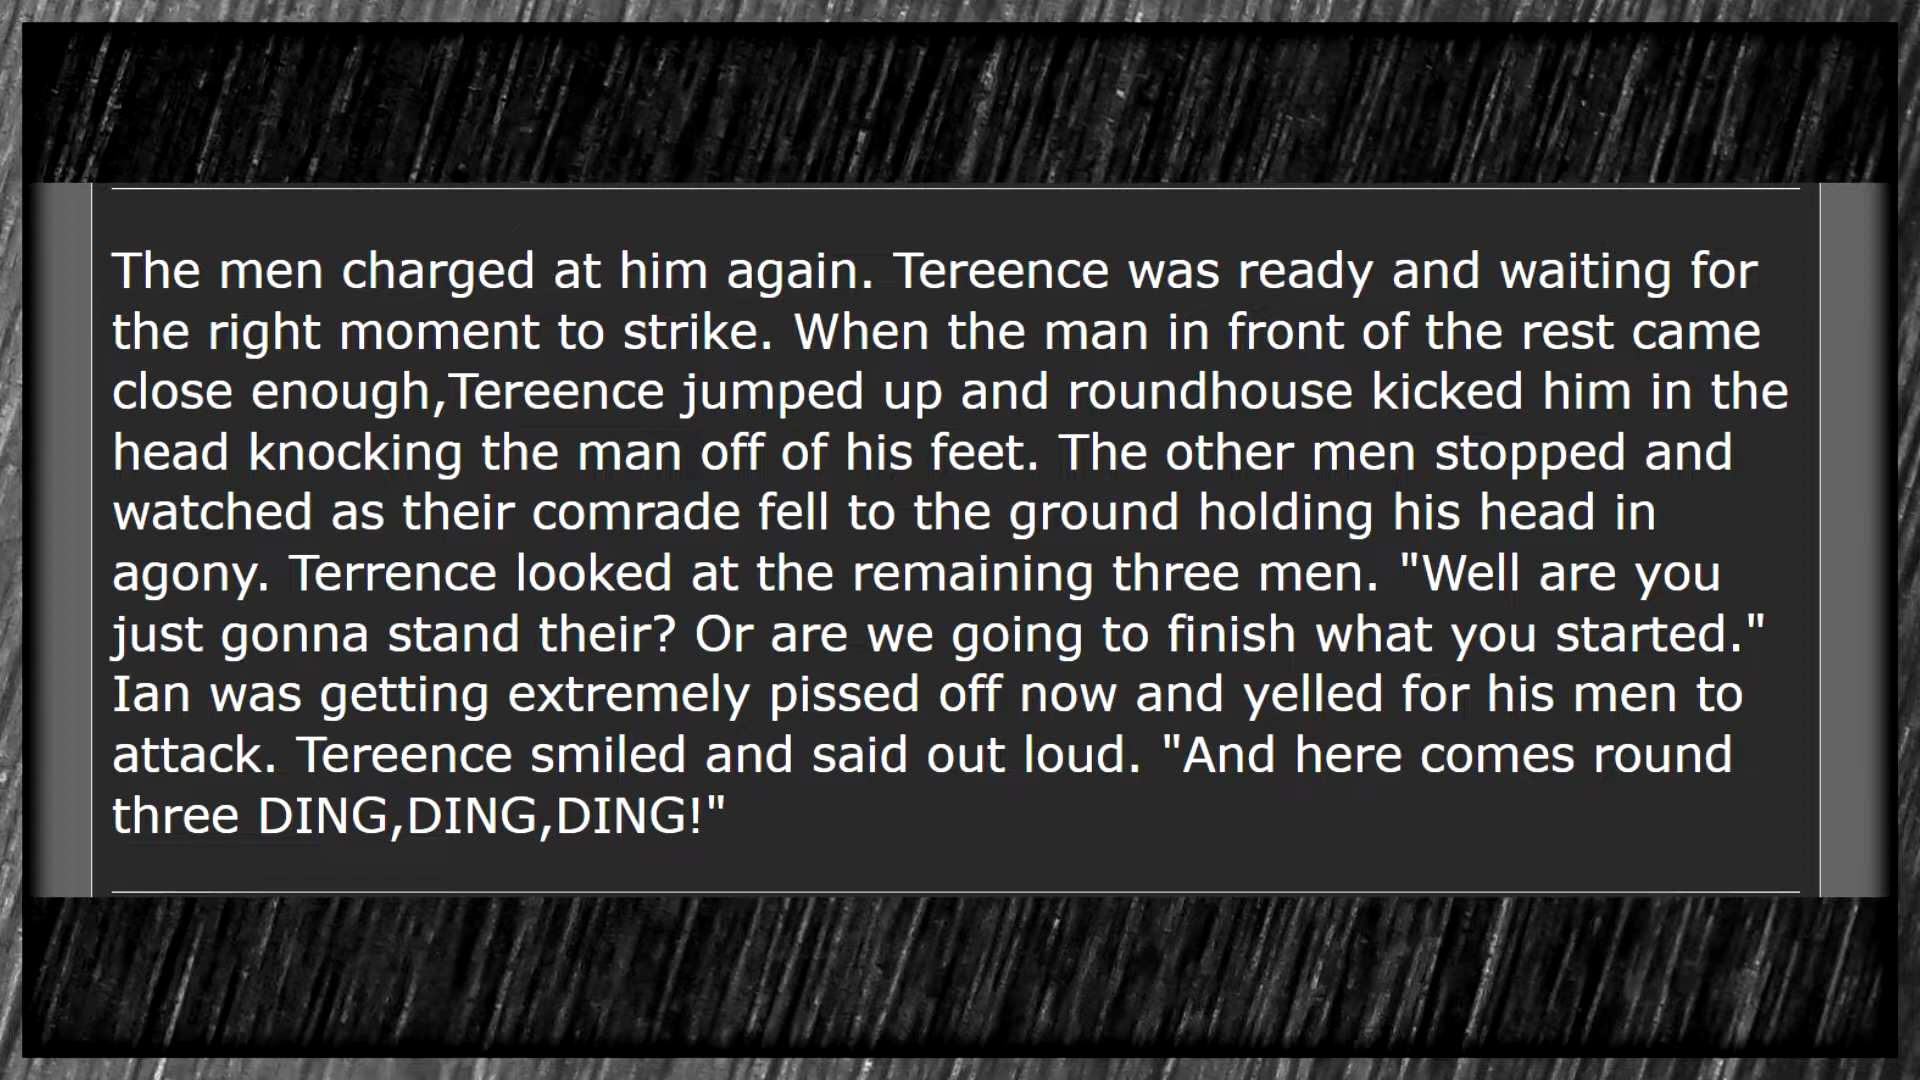 The men charged at him again. Tereence was ready and waiting for
the right moment to strike. When the man in front of the rest came
close enough,Tereence jumped up and roundhouse kicked him in the
head knocking the man off of his feet. The other men stopped and
watched as their comrade fell to the ground holding his head in
agony. Terrence looked at the remaining three men. "Well are you
just gonna stand their? Or are we going to finish what you started."
Ian was getting extremely pissed off now and yelled for his men to
attack. Tereence smiled and said out loud. "And here comes round
three DING,DING,DING!"